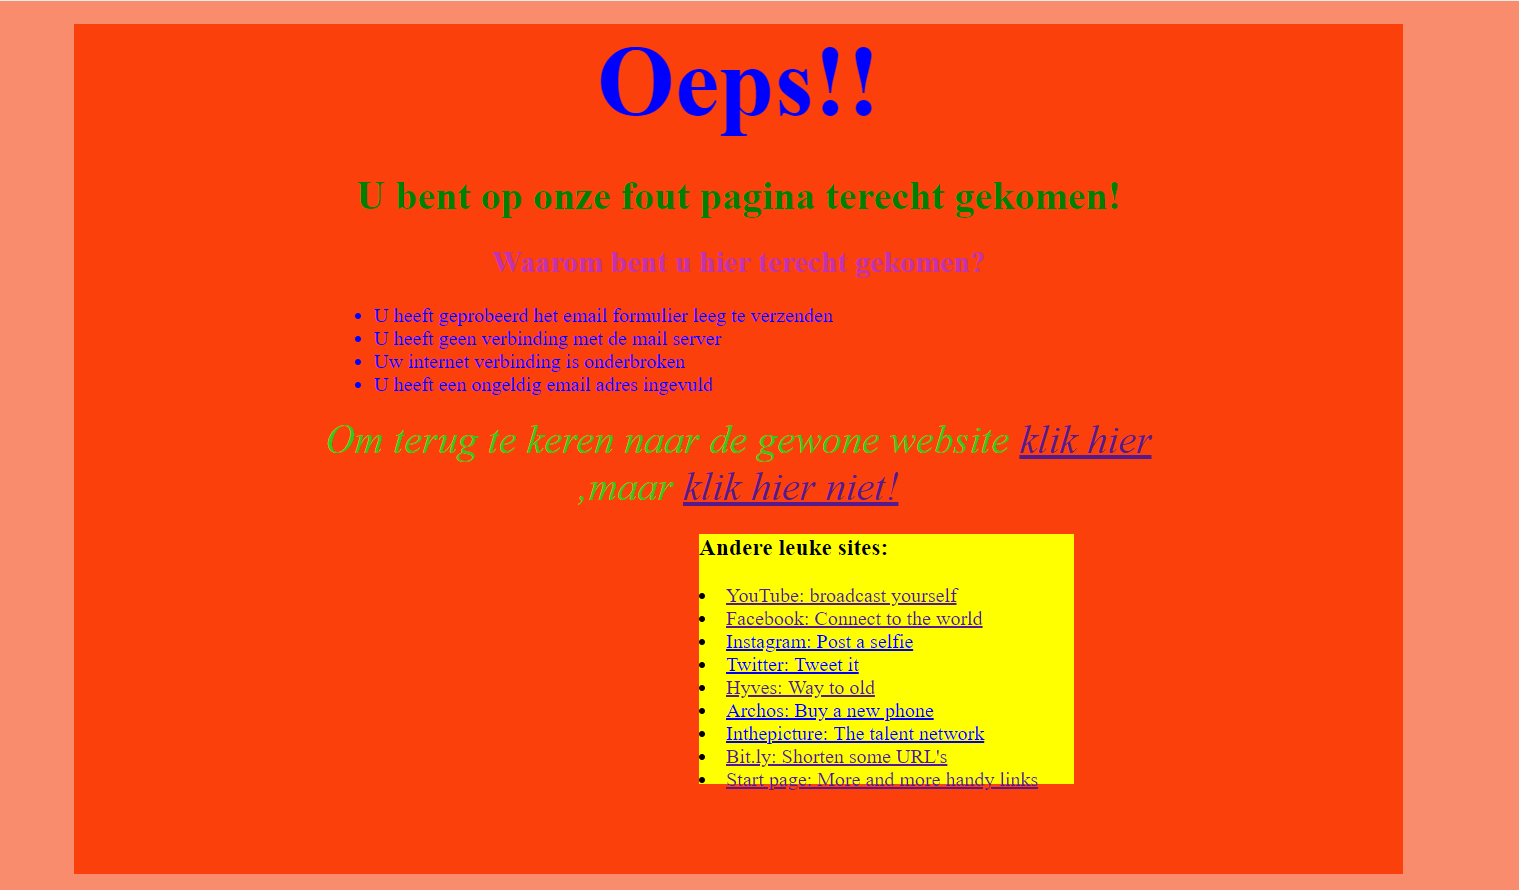 Oeps!!
U bent op onze fout pagina terecht gekomen!
Waarom bent u hier terecht gekomen?
U heeft geprobeerd het email formulier leeg te verzenden
U heeft geen verbinding met de mail server
Uw internet verbinding is onderbroken
U heeft een ongeldig email adres ingevuld
Om terug te keren naar de gewone website klik hier
,maar klik hier niet!
Andere leuke sites:
YouTube: broadcast yourself
Facebook: Connect to the world
Instagram: Post a selfie
Twitter: Tweet it
Hyves: Way to old
Archos: Buy a new phone
Inthepicture: The talent network
Bit.ly: Shorten some URL's
Start page: More and more handy links